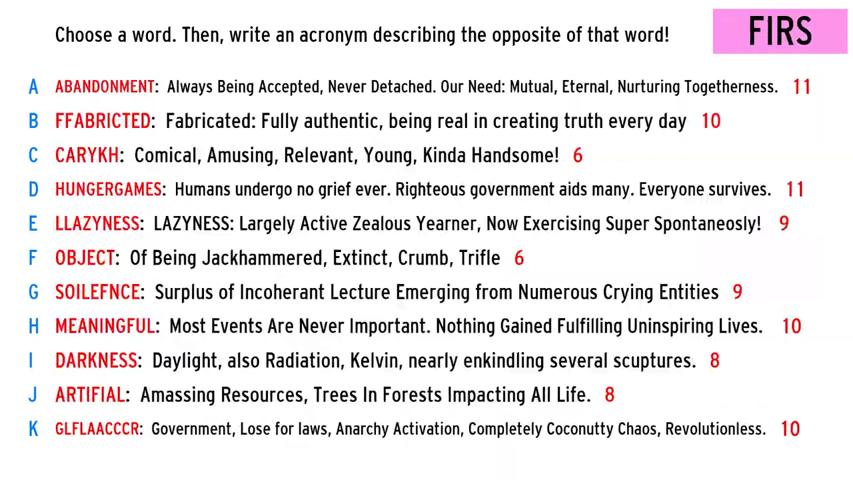 Choose a word. Then, write an acronym describing the opposite of that word!
FIRS
A ABANDONMENT: Always Being Accepted, Never Detached. Our Need: Mutual, Eternal, Nurturing Togetherness. 11
B FFABRICTED: Fabricated: Fully authentic, being real in creating truth every day 10
C CARYKH: Comical, Amusing, Relevant, Young, Kinda Handsome! 6
D HUNGERGAMES: Humans undergo no grief ever. Righteous government aids many. Everyone survives. 11
E LLAZYNESS: LAZYNESS: Largely Active Zealous Yearner, Now Exercising Super Spontaneosly! 9
F OBJECT: Of Being Jackhammered, Extinct, Crumb, Trifle 6
G SOILEFNCE: Surplus of Incoherant Lecture Emerging from Numerous Crying Entities 9
H MEANINGFUL: Most Events Are Never Important. Nothing Gained Fulfilling Uninspiring Lives. 10
I DARKNESS: Daylight, also Radiation, Kelvin, nearly enkindling several scuptures. 8
J ARTIFIAL: Amassing Resources, Trees In Forests Impacting All Life. 8
K GLFLAACCCR: Government, Lose for laws, Anarchy Activation, Completely Coconutty Chaos, Revolutionless. 10